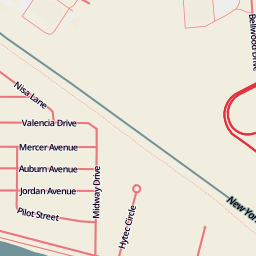 Bellwood Drive
Nisa Lane
Valencia Drive
Mercer Avenue
Auburn Avenue
Jordan Avenue
Pilot Street
Midway Drive
Hytec Circle
New York